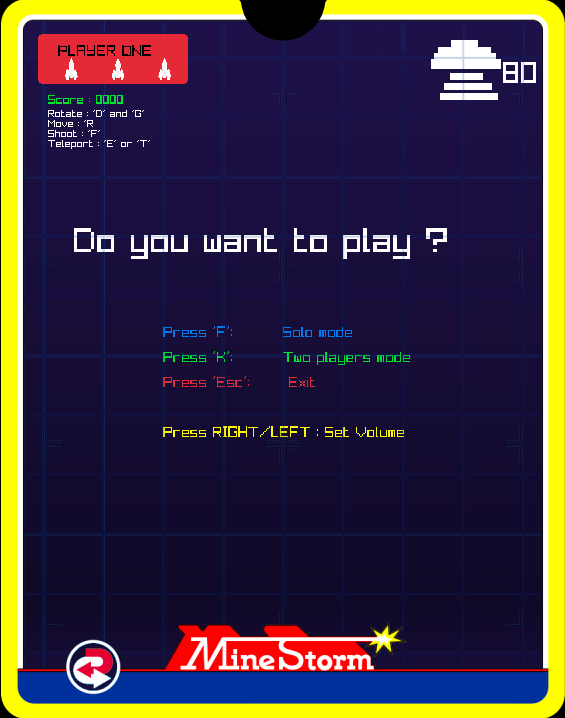 PLAYER ONE
80
Score : 0000
Rotate : 'D' and 'G'
Move : 'R
Shoot : 'F'
Teleport : 'E' or 'T'
Do you want to play ?
Press 'F': Solo mode
Press 'K': Two players mode
Press 'Esc': Exit
Press RIGHT/LEFT : Set Volume
MineStorm